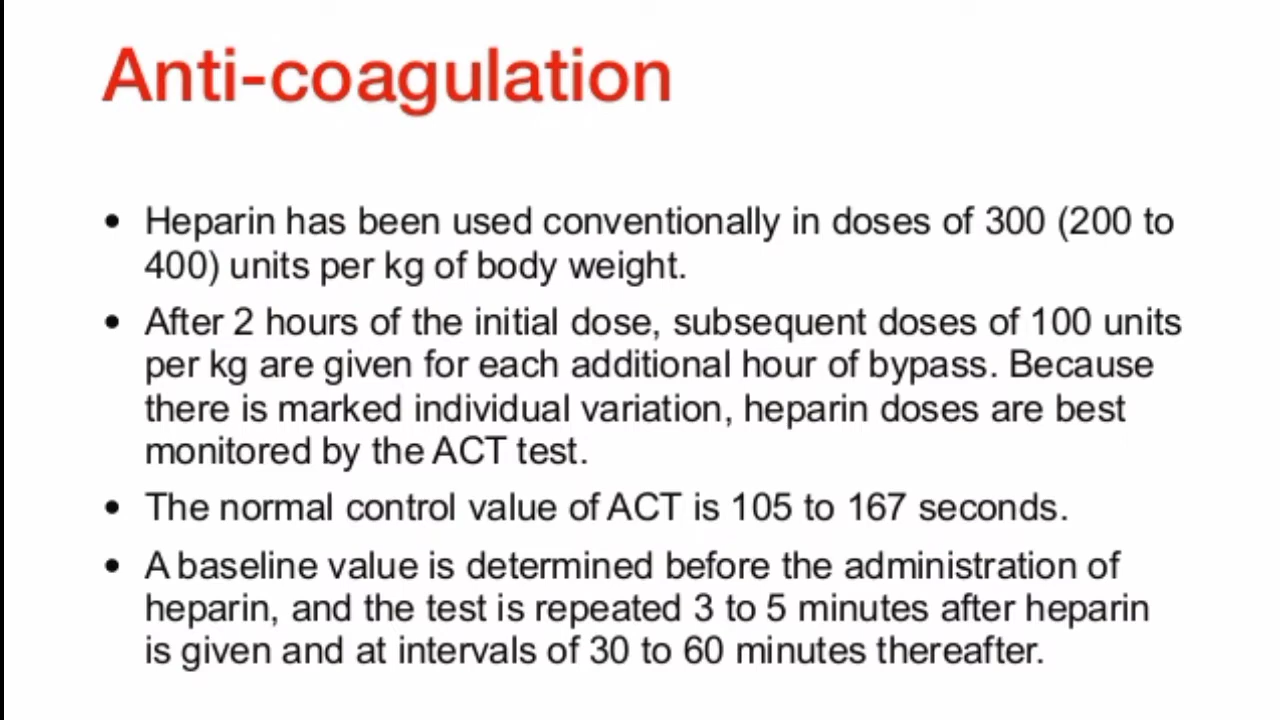 Anti-coagulation
• Heparin has been used conventionally in doses of 300 (200 to
400) units per kg of body weight.
• After 2 hours of the initial dose, subsequent doses of 100 units
per kg are given for each additional hour of bypass. Because
there is marked individual variation, heparin doses are best
monitored by the ACT test.
• The normal control value of ACT is 105 to 167 seconds.
• A baseline value is determined before the administration of
heparin, and the test is repeated 3 to 5 minutes after heparin
is given and at intervals of 30 to 60 minutes thereafter.